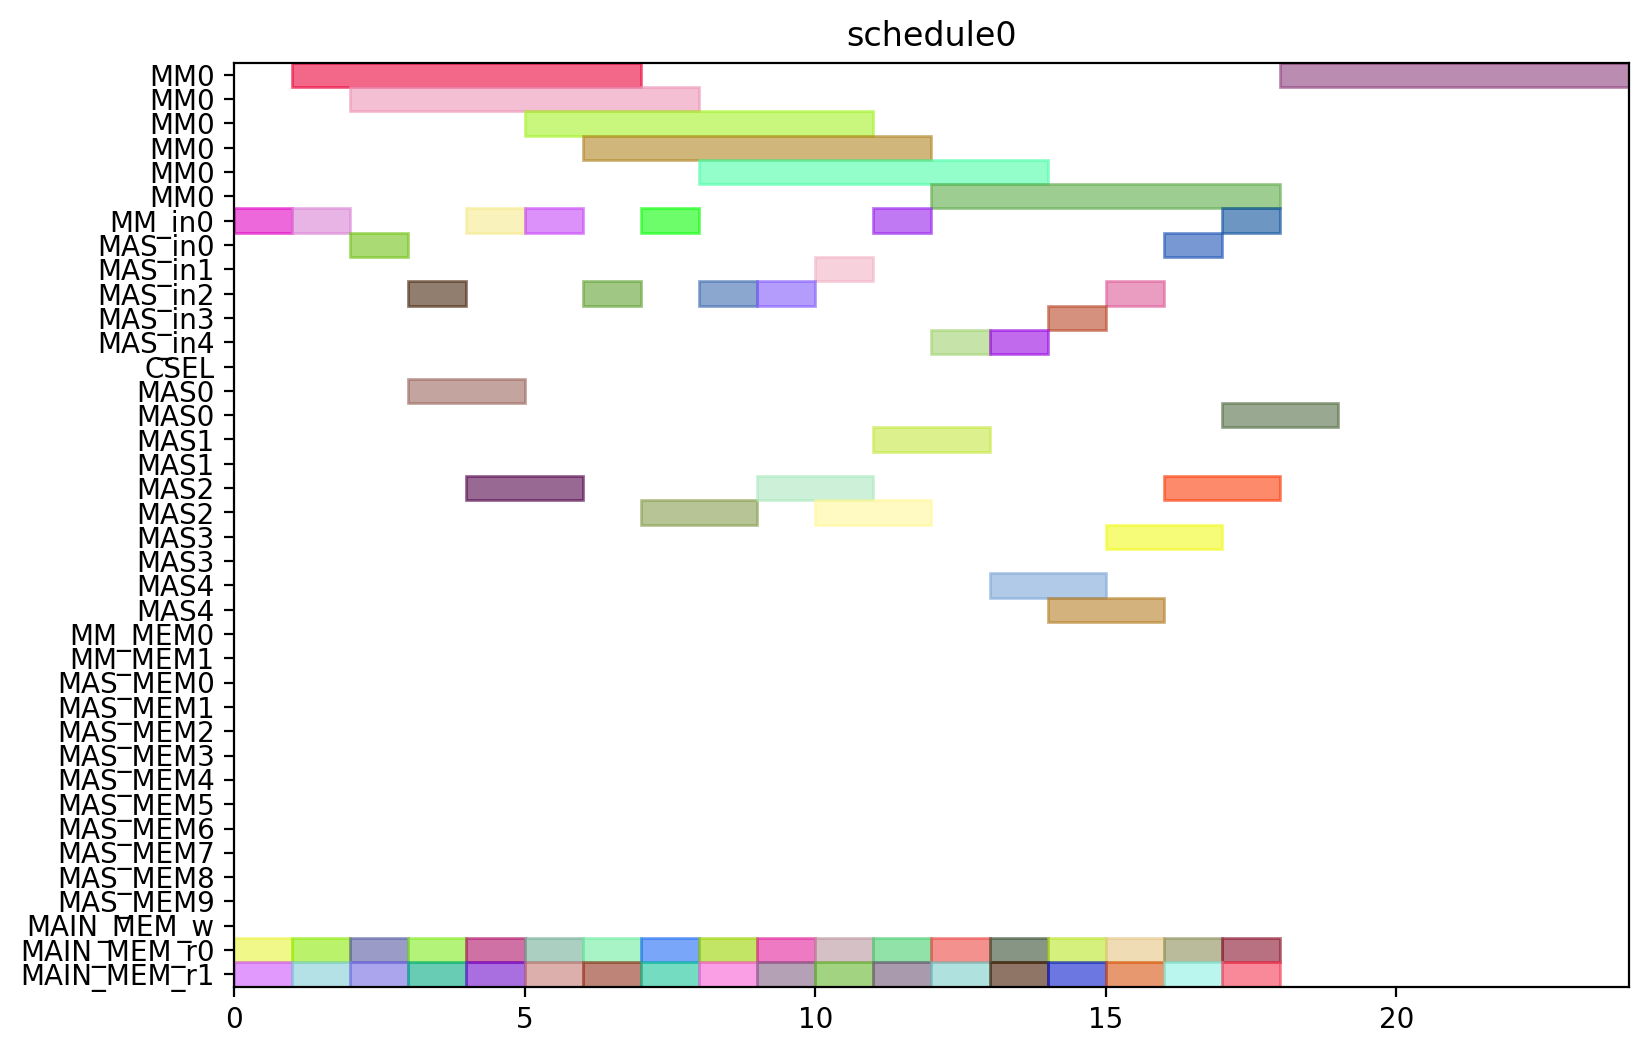 schedule0
MM0
MM0
MM0
MM0
MM0
MM0
MM_in0
MAS_in0
MAS_in1
MAS_in2
MAS_in3
MAS_in4
CSEL
MAS0
MAS0
MAS1
MAS1
MAS2
MAS2
MAS3
MAS3
MAS4
MAS4
MM_MEM0
MM_MEM1
MAS_MEM0
MAS_MEM1
MAS_MEM2
MAS_MEM3
MAS_MEM4
MAS_MEM5
MAS_MEM6
MAS_MEM7
MAS_MEM8
MAS_MEM9
MAIN_MEM_w
MAIN_MEM_r0
MAIN_MEM_r1
0 5 10 15 20